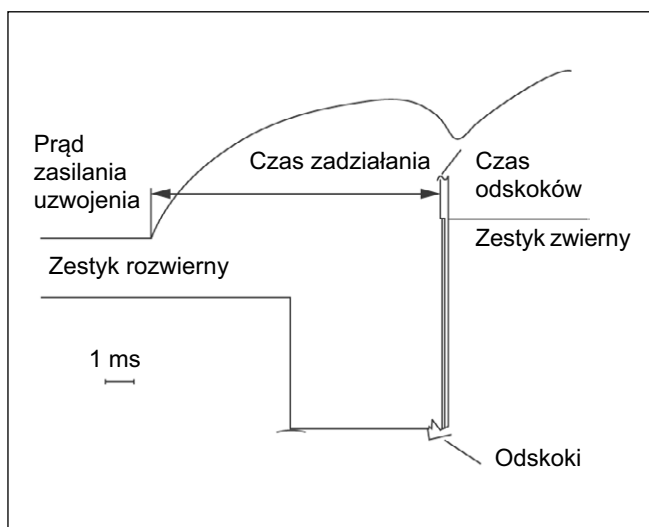 Prąd
zasilania
uzwojenia
Czas zadziałania
Czas
odskoków
Zestyk zwierny
Zestyk rozwierny
1 ms
Odskoki